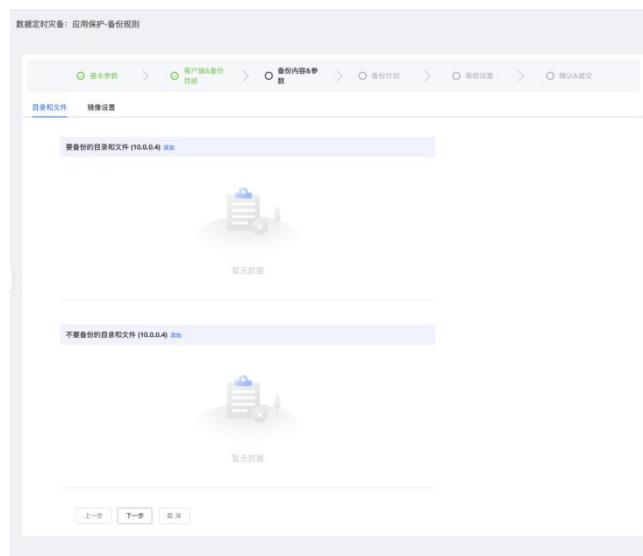 数据定时灾备：应用保护-备份规则
基本参数
客户端&备份
目标
备份内容&参
数
备份计划
高级设置
确认&提交
目录和文件 镜像设置
要备份的目录和文件 (10.0.0.4) 添加
暂无数据
不要备份的目录和文件 (10.0.0.4) 添加
暂无数据
上一步 下一步 取消